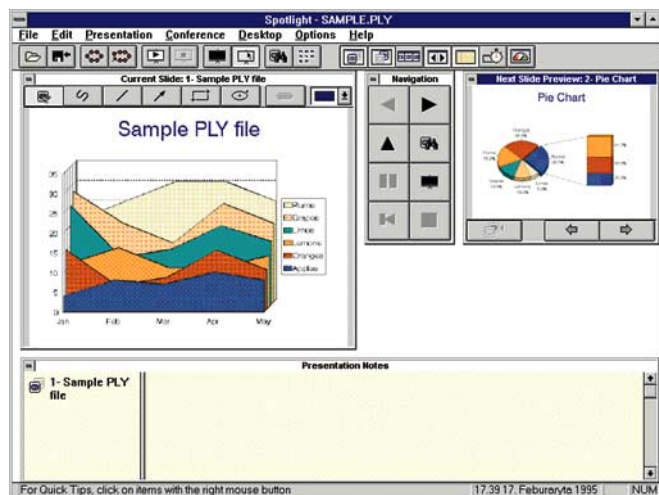 Spotlight - SAMPLE.PLY
File Edit Presentation Conference Desktop Options Help
Current Slide: 1- Sample PLY file
Navigation
Next Slide Preview: 2- Pie Chart
Sample PLY file
Pie Chart
35
30
25
20
15
10
5
0
Jan Feb Mar Apr May
Plums
Grapes
Limes
Lemons
Oranges
Apples
Presentation Notes
1- Sample PLY
file
For Quick Tips, click on items with the right mouse button
17.39 17. Feburaryta 1995
NUM